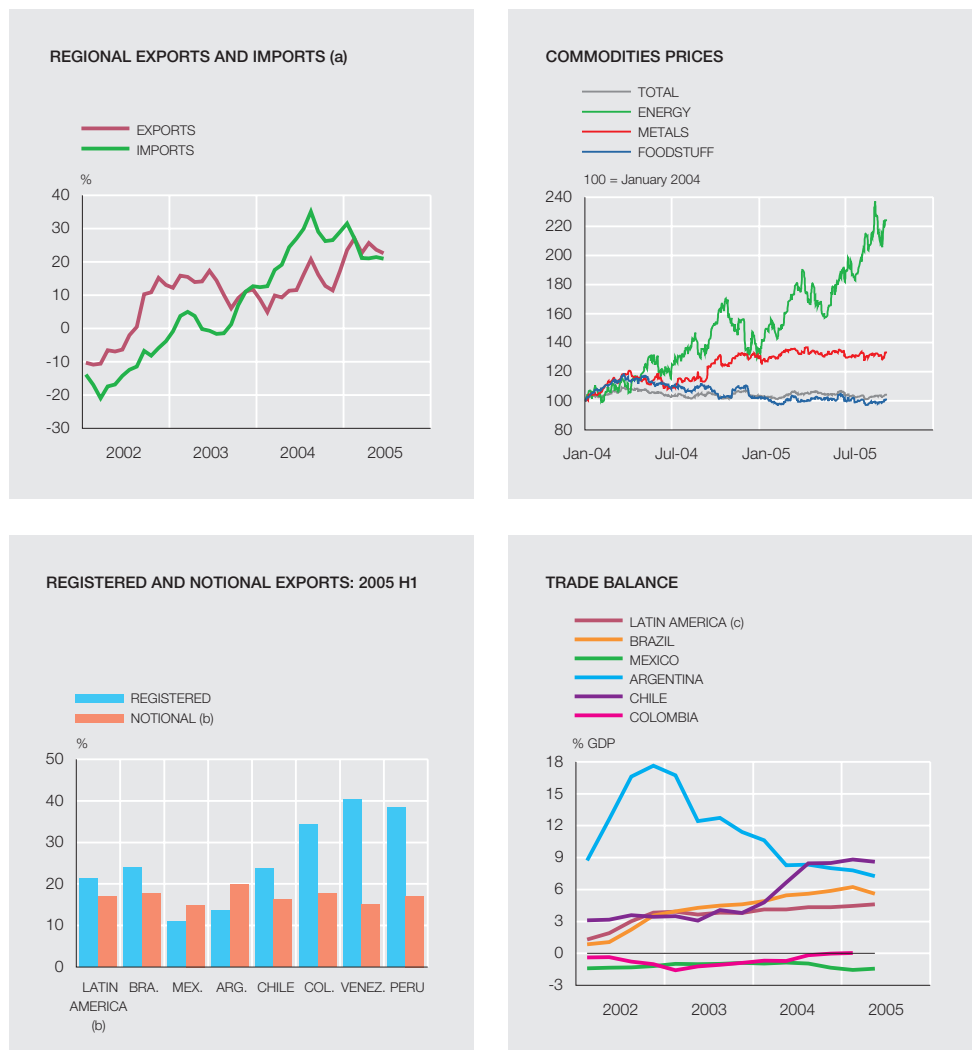 REGIONAL EXPORTS AND IMPORTS (a)
EXPORTS
IMPORTS
%
40
30
20
10
0
-10
-20
-30
2002 2003 2004 2005
COMMODITIES PRICES
TOTAL
ENERGY
METALS
FOODSTUFF
100 = January 2004
240
220
200
180
160
140
120
100
80
Jan-04 Jul-04 Jan-05 Jul-05
REGISTERED AND NOTIONAL EXPORTS: 2005 H1
REGISTERED
NOTIONAL (b)
%
50
40
30
20
10
0
LATIN BRA. MEX. ARG. CHILE COL. VENEZ. PERU
AMERICA
(b)
TRADE BALANCE
LATIN AMERICA (c)
BRAZIL
MEXICO
ARGENTINA
CHILE
COLOMBIA
% GDP
18
15
12
9
6
3
0
-3
2002 2003 2004 2005